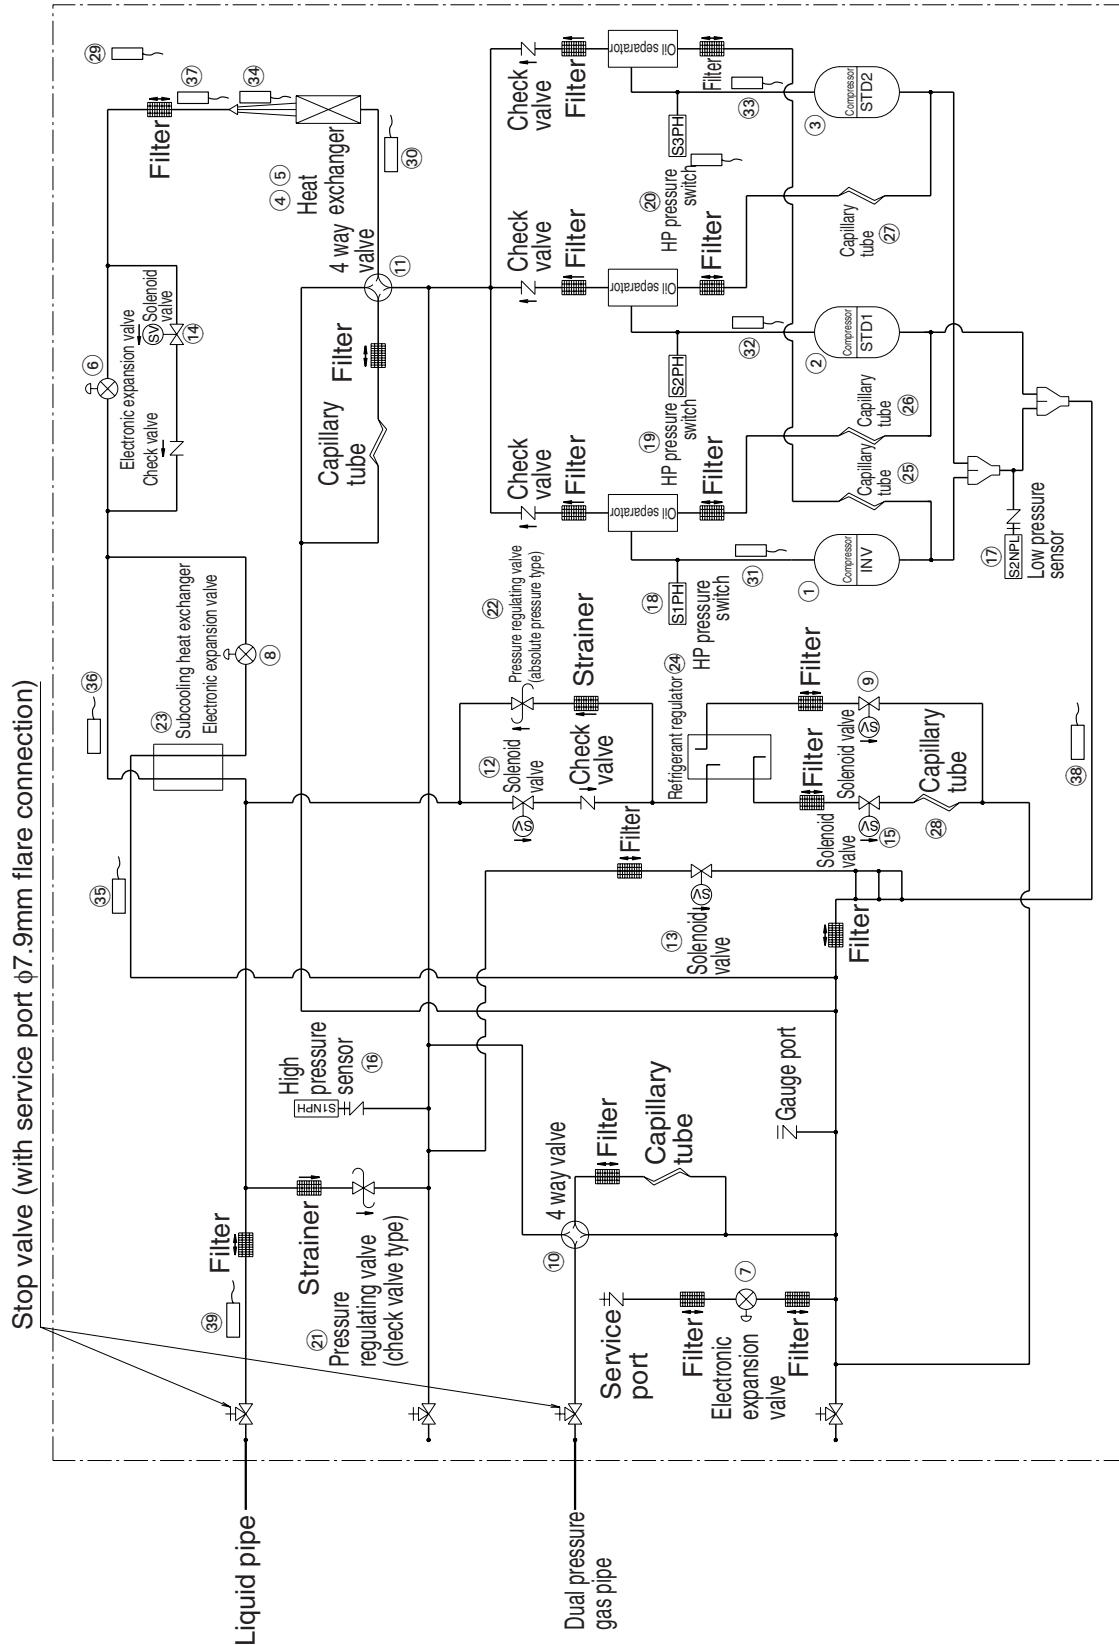 Stop valve (with service port φ7.9mm flare connection)
29
37
34
Filter
4
5
Heat
exchanger
30
4 way
valve
11
6
Electronic expansion valve
SV
Solenoid
valve
14
Check valve
Filter
Capillary
tube
36
23
Subcooling heat exchanger
Electronic expansion valve
8
35
Check
valve
Filter
Oil separator
Filter
33
S3PH
20
HP pressure
switch
3
Compressor
STD2
Capillary
tube
27
Check
valve
Filter
Oil separator
Filter
32
S2PH
19
HP pressure
switch
2
Compressor
STD1
Capillary
tube
26
Capillary
tube
25
Check
valve
Filter
Oil separator
Filter
31
S1PH
18
HP pressure
switch
1
Compressor
INV
17
S2NPL
Low pressure
sensor
22
Pressure regulating valve
(absolute pressure type)
Strainer
12
Solenoid
valve
SV
Check
valve
Refrigerant regulator
24
Filter
Filter
9
SV
Solenoid valve
Solenoid
valve
SV
15
Capillary
tube
28
38
Filter
SV
13
Solenoid
valve
Filter
High
pressure
sensor
16
S1NPH
Gauge port
4 way valve
10
Filter
Capillary
tube
Filter
39
Strainer
21
Pressure
regulating valve
(check valve type)
Service
port
Filter
7
Electronic
expansion
valve
Filter
Liquid pipe
Dual pressure
gas pipe